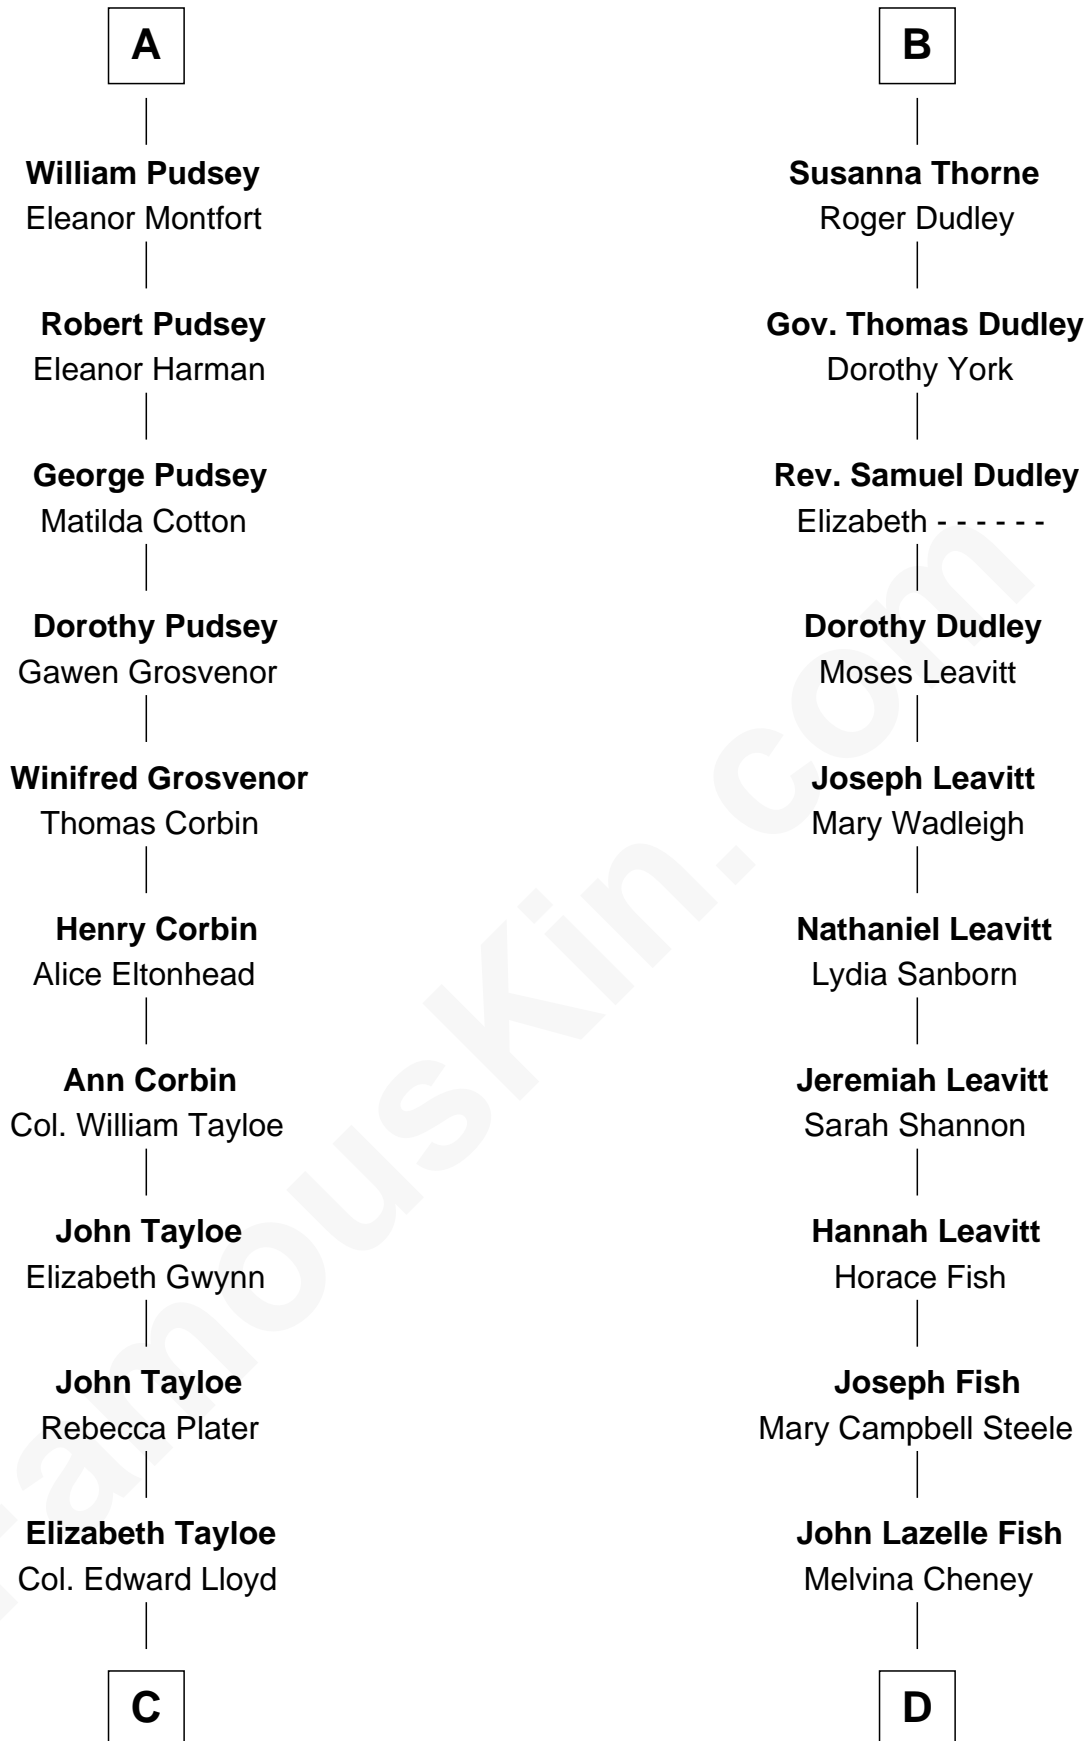 A
William Pudsey
Eleanor Montfort
Robert Pudsey
Eleanor Harman
George Pudsey
Matilda Cotton
Dorothy Pudsey
Gawen Grosvenor
Winifred Grosvenor
Thomas Corbin
Henry Corbin
Alice Eltonhead
Ann Corbin
Col. William Tayloe
John Tayloe
Elizabeth Gwynn
John Tayloe
Rebecca Plater
Elizabeth Tayloe
Col. Edward Lloyd
C
B
Susanna Thorne
Roger Dudley
Gov. Thomas Dudley
Dorothy York
Rev. Samuel Dudley
Elizabeth - - - - - -
Dorothy Dudley
Moses Leavitt
Joseph Leavitt
Mary Wadleigh
Nathaniel Leavitt
Lydia Sanborn
Jeremiah Leavitt
Sarah Shannon
Hannah Leavitt
Horace Fish
Joseph Fish
Mary Campbell Steele
John Lazelle Fish
Melvina Cheney
D
FamousKin.com